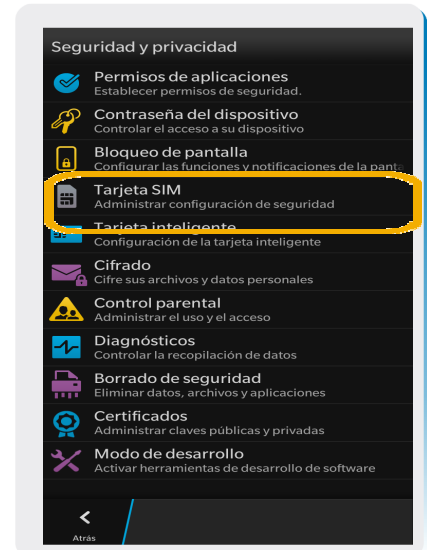 Seguridad y privacidad
Permisos de aplicaciones
Establecer permisos de seguridad.
Contraseña del dispositivo
Controlar el acceso a su dispositivo
Bloqueo de pantalla
Configurar las funciones y notificaciones de la panta
Tarjeta SIM
Administrar configuración de seguridad
Tarjeta inteligente
Configuración de la tarjeta inteligente
Cifrado
Cifre sus archivos y datos personales
Control parental
Administrar el uso y el acceso
Diagnósticos
Controlar la recopilación de datos
Borrado de seguridad
Eliminar datos, archivos y aplicaciones
Certificados
Administrar claves públicas y privadas
Modo de desarrollo
Activar herramientas de desarrollo de software
Atrás